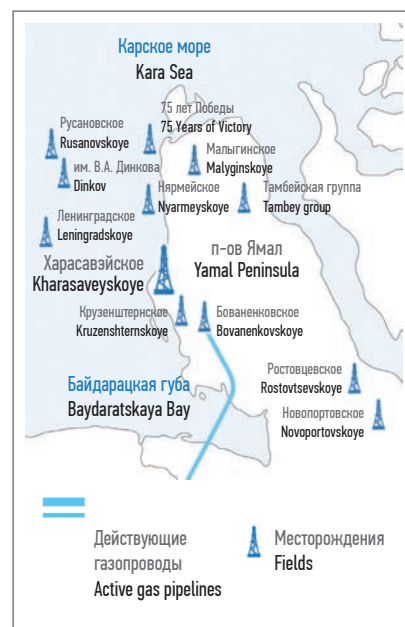 Карское море
Kara Sea
75 лет Победы
75 Years of Victory
Русановское
Rusanovskoye
Малыгинское
Malyginskoye
им. В.А. Динкова
Dinkov
Нярмейское
Nyarmeyskoye
Тамбейская группа
Tambey group
Ленинградское
Leningradskoye
п-ов Ямал
Yamal Peninsula
Харасавэйское
Kharasaveyskoye
Крузенштернское
Kruzenshternskoye
Бованенковское
Bovanenkovskoye
Ростовцевское
Rostovtsevskoye
Байдарацкая губа
Baydaratskaya Bay
Новопортовское
Novoportovskoye
Действующие
газопроводы
Active gas pipelines
Месторождения
Fields